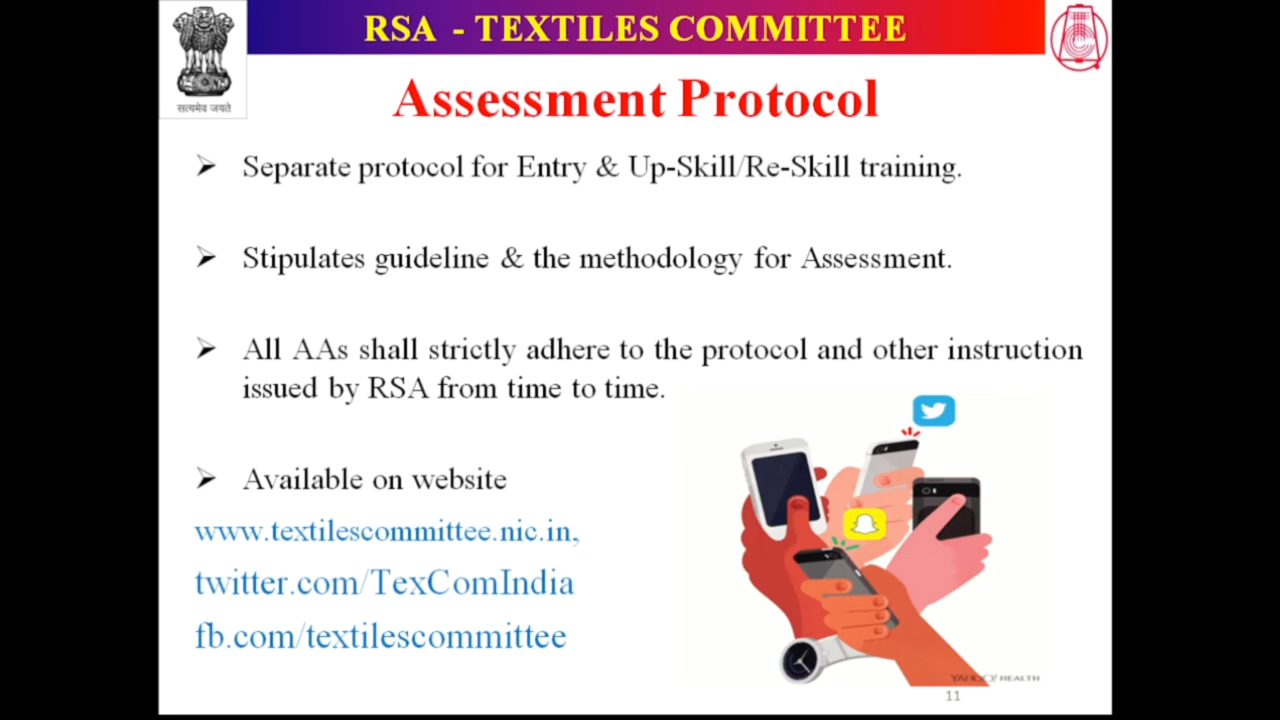 RSA - TEXTILES COMMITTEE
सत्यमेव जयते
Assessment Protocol
➢ Separate protocol for Entry & Up-Skill/Re-Skill training.
➢ Stipulates guideline & the methodology for Assessment.
➢ All AAs shall strictly adhere to the protocol and other instruction
issued by RSA from time to time.
➢ Available on website
www.textilescommittee.nic.in,
twitter.com/TexComIndia
fb.com/textilescommittee
YAHOO! HEALTH
11